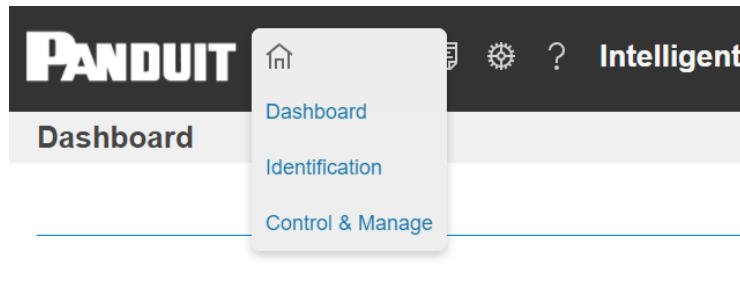 PANDUIT
? Intelligent
Dashboard
Dashboard
Identification
Control & Manage